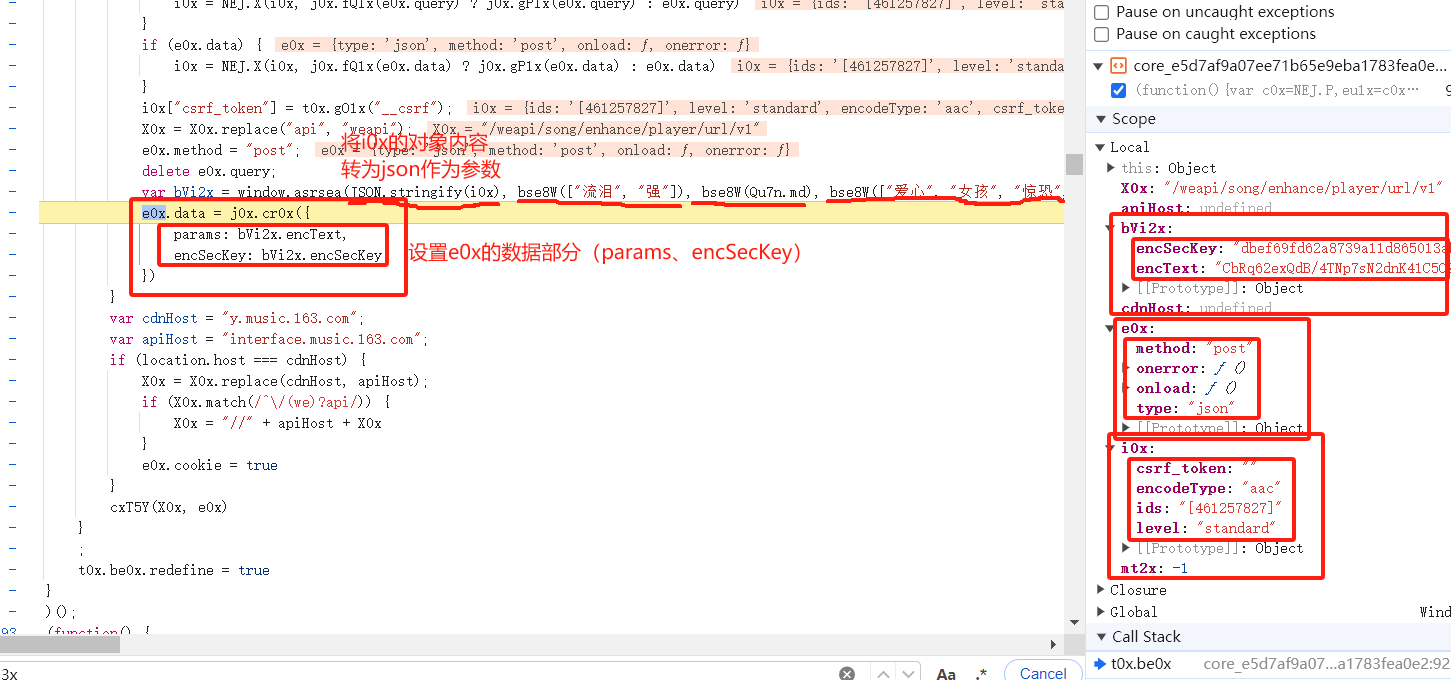 i0x = NEJ.X(i0x, j0x.fQ1x(e0x.query) ? j0x.gP1x(e0x.query) : e0x.query) i0x = {ids: '[461257827]', level: 'sta
}
if (e0x.data) { e0x = {type: 'json', method: 'post', onload: ƒ, onerror: ƒ}
i0x = NEJ.X(i0x, j0x.fQ1x(e0x.data) ? j0x.gP1x(e0x.data) : e0x.data) i0x = {ids: '[461257827]', level: 'standa
}
i0x["csrf_token"] = t0x.gO1x("__csrf"); i0x = {ids: '[461257827]', level: 'standard', encodeType: 'aac', csrf_toke
X0x = X0x.replace("api", "weapi"); X0x = "/weapi/song/enhance/player/url/v1"
将i0x的对象内容
e0x.method = "post"; e0x = {type: 'json', method: 'post', onload: ƒ, onerror: ƒ}
转为json作为参数
delete e0x.query;
var bVi2x = window.asrsea(JSON.stringify(i0x), bse8W(["流泪", "强"]), bse8W(Qu7n.md), bse8W(["爱心", "女孩", "惊恐",
e0x.data = j0x.cr0x({
params: bVi2x.encText,
encSecKey: bVi2x.encSecKey
设置e0x的数据部分（params、encSecKey）
})
}
var cdnHost = "y.music.163.com";
var apiHost = "interface.music.163.com";
if (location.host === cdnHost) {
X0x = X0x.replace(cdnHost, apiHost);
if (X0x.match(/^\/(we)?api/)) {
X0x = "//" + apiHost + X0x
}
e0x.cookie = true
}
cxT5Y(X0x, e0x)
}
;
t0x.be0x.redefine = true
}
)();
93 (function() {
3x
Aa .* Cancel
Pause on uncaught exceptions
Pause on caught exceptions
core_e5d7af9a07ee71b65e9eba1783fea0e...
(function(){var c0x=NEJ.P,eu1x=c0x… 9
Scope
Local
this: Object
X0x: "/weapi/song/enhance/player/url/v1"
apiHost: undefined
bVi2x:
encSecKey: "dbef69fd62a8739a11d865013a
encText: "CbRq62exQdB/4TNp7sN2dnK41C5O
[[Prototype]]: Object
cdnHost: undefined
e0x:
method: "post"
onerror: ƒ ()
onload: ƒ ()
type: "json"
[[Prototype]]: Object
i0x:
csrf_token: ""
encodeType: "aac"
ids: "[461257827]"
level: "standard"
[[Prototype]]: Object
mt2x: -1
Closure
Global Wind
Call Stack
t0x.be0x core_e5d7af9a07...a1783fea0e2:92